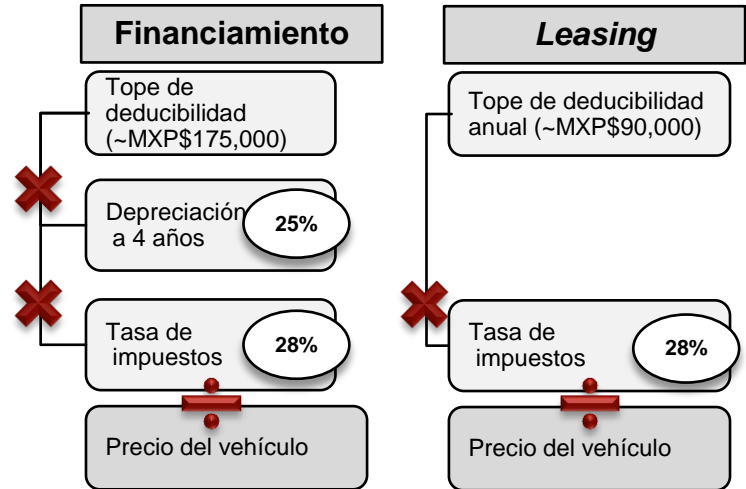 Financiamiento
Tope de
deducibilidad
(~MXP$175,000)
Depreciación
a 4 años
25%
Tasa de
impuestos
28%
Precio del vehículo
Leasing
Tope de deducibilidad
anual (~MXP$90,000)
Tasa de
impuestos
28%
Precio del vehículo